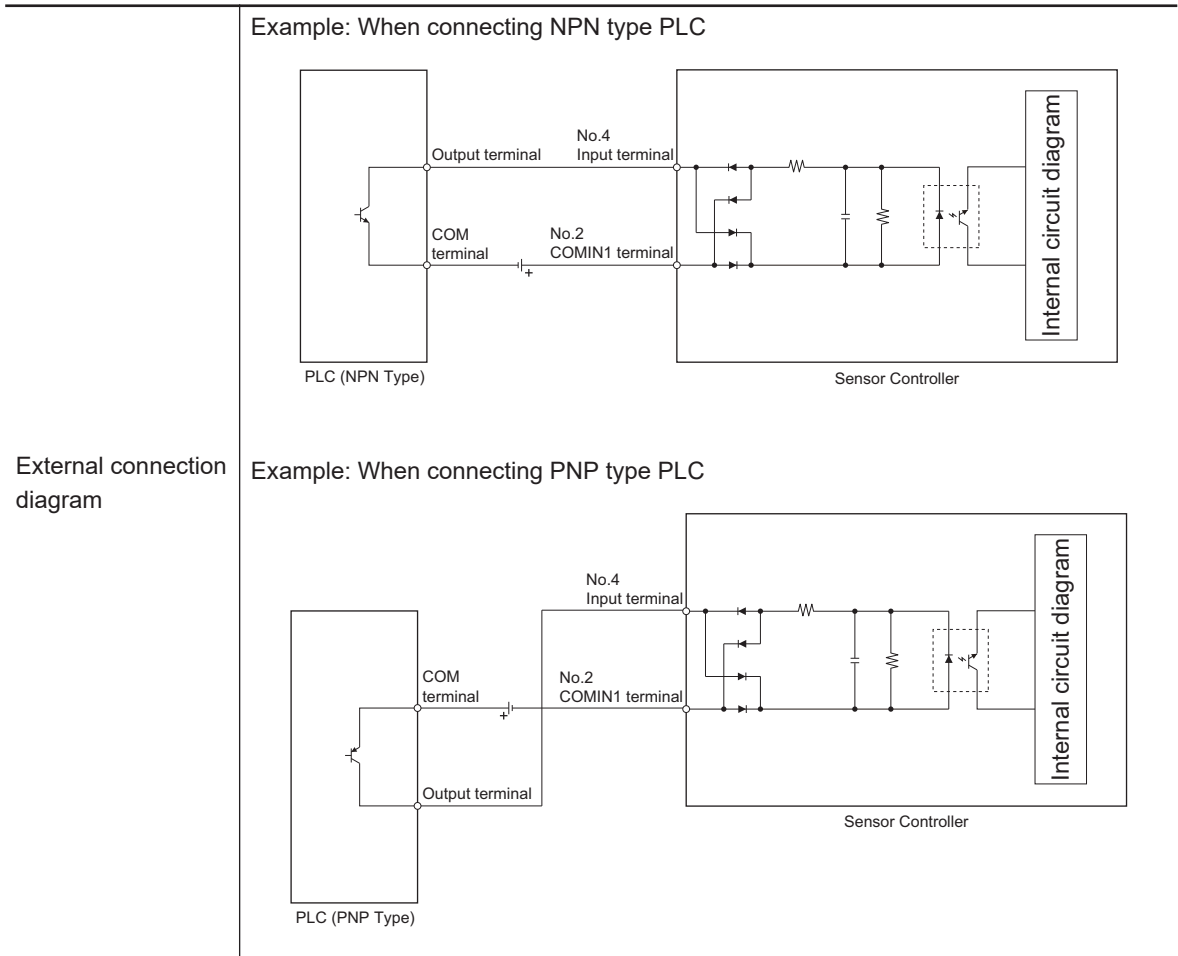 Example: When connecting NPN type PLC
No.4
Output terminal
Input terminal
COM
terminal
No.2
COMIN1 terminal
+
Internal circuit diagram
PLC (NPN Type)
Sensor Controller
External connection
diagram
Example: When connecting PNP type PLC
No.4
Input terminal
COM
terminal
No.2
COMIN1 terminal
+
Output terminal
Internal circuit diagram
Sensor Controller
PLC (PNP Type)